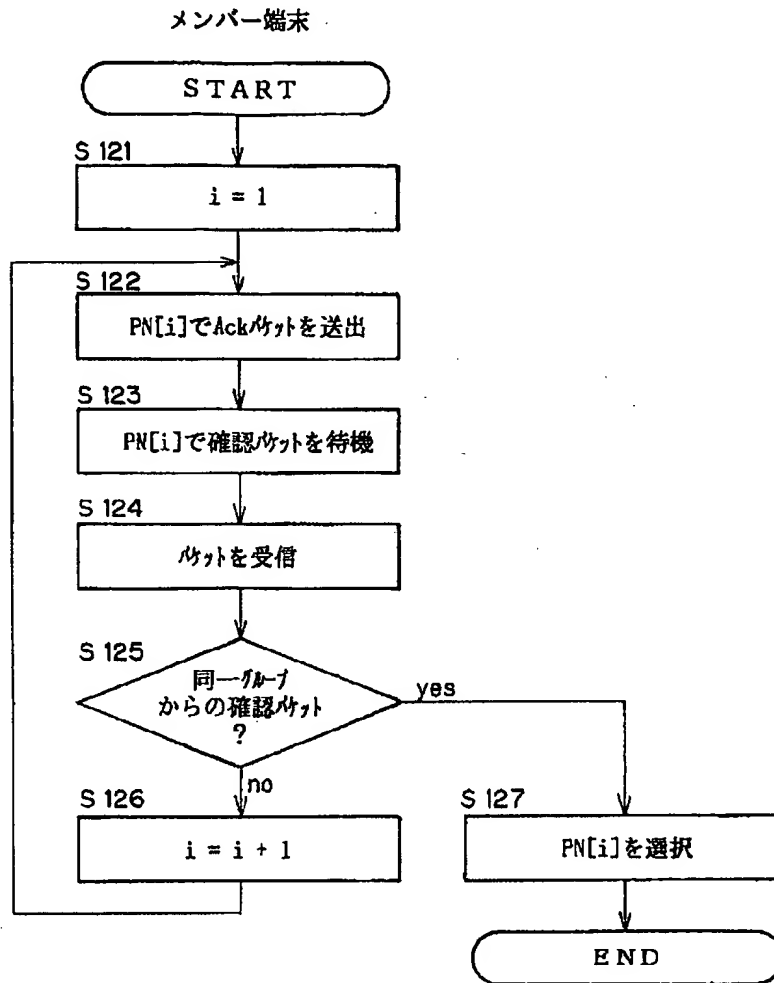 メンバー端末
START
S 121
i = 1
S 122
PN[i]でAckパケットを送出
S 123
PN[i]で確認パケットを待機
S 124
パケットを受信
S 125
同一グループ
からの確認パケット
?
yes
no
S 126
i = i + 1
S 127
PN[i]を選択
END